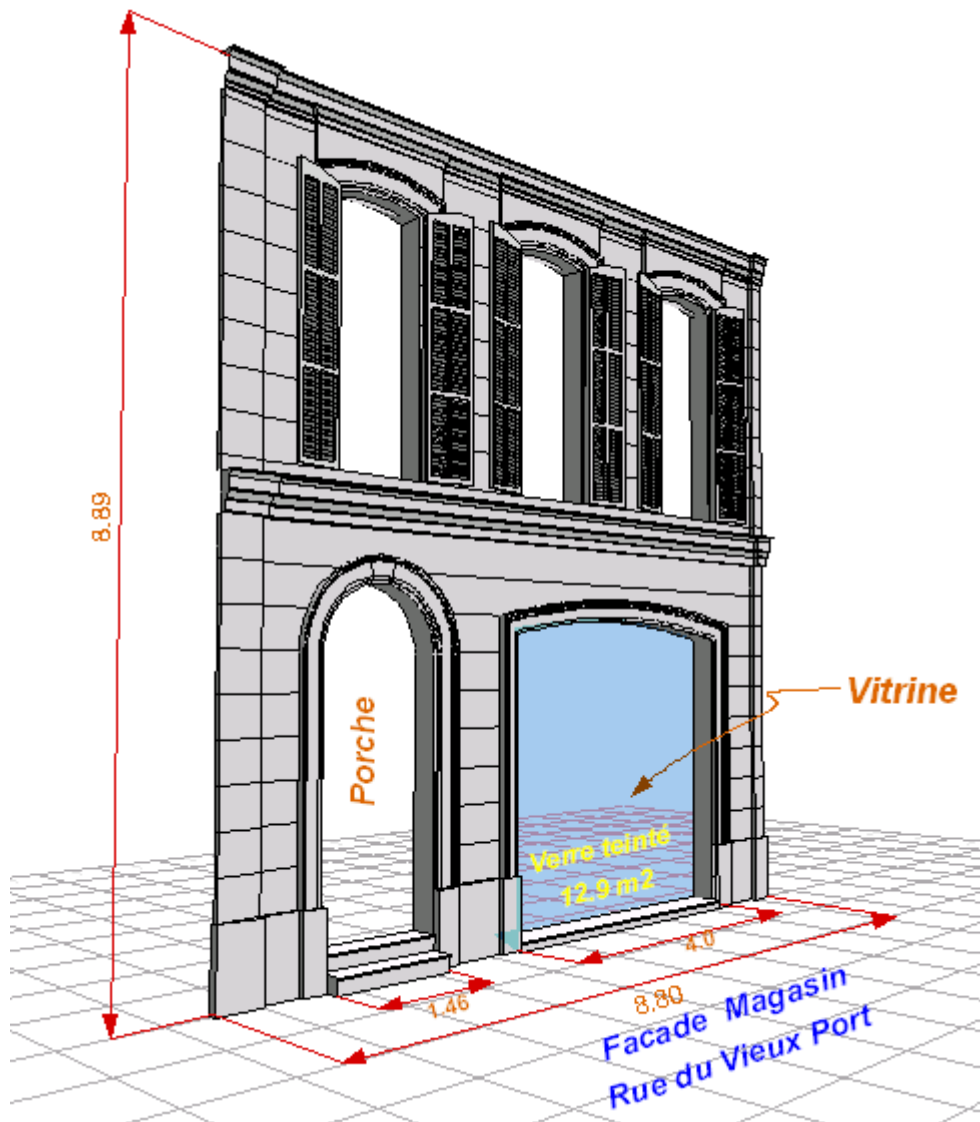 8.89
Porche
Vitrine
Verre teinté
12.9 m2
1.46
4.0
8.80
Facade Magasin
Rue du Vieux Port